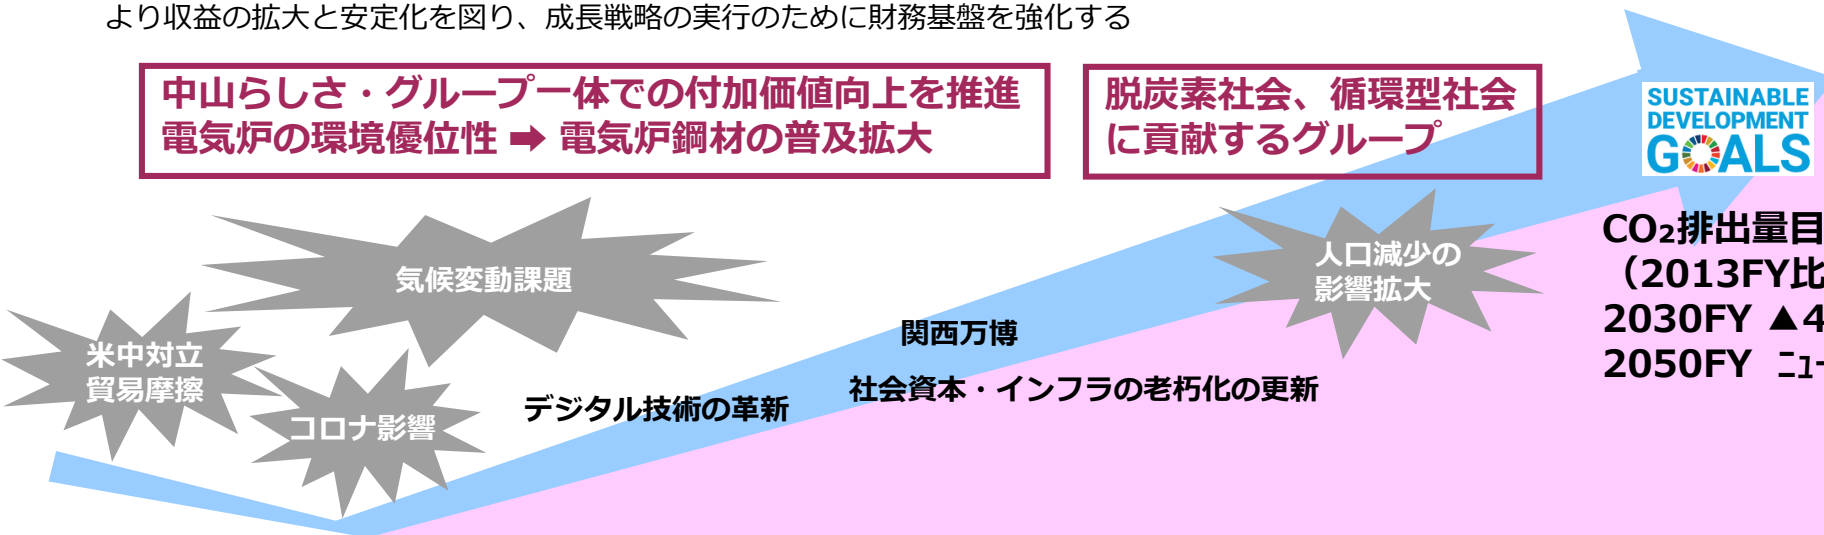 より収益の拡大と安定化を図り、成長戦略の実行のために財務基盤を強化する
中山らしさ・グループ一体での付加価値向上を推進
電気炉の環境優位性 ➡ 電気炉鋼材の普及拡大
脱炭素社会、循環型社会
に貢献するグループ
SUSTAINABLE
DEVELOPMENT
GOALS
気候変動課題
人口減少の
影響拡大
CO₂排出量目
（2013FY比
2030FY ▲4
2050FY ﾆｭｰ
関西万博
米中対立
貿易摩擦
社会資本・インフラの老朽化の更新
デジタル技術の革新
コロナ影響